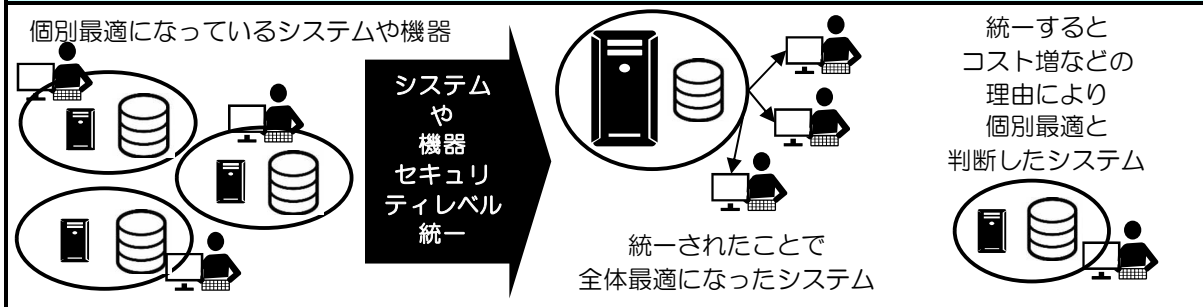 個別最適になっているシステムや機器
システム
や
機器
セキュリ
ティレベル
統一
統一されたことで
全体最適になったシステム
統一すると
コスト増などの
理由により
個別最適と
判断したシステム